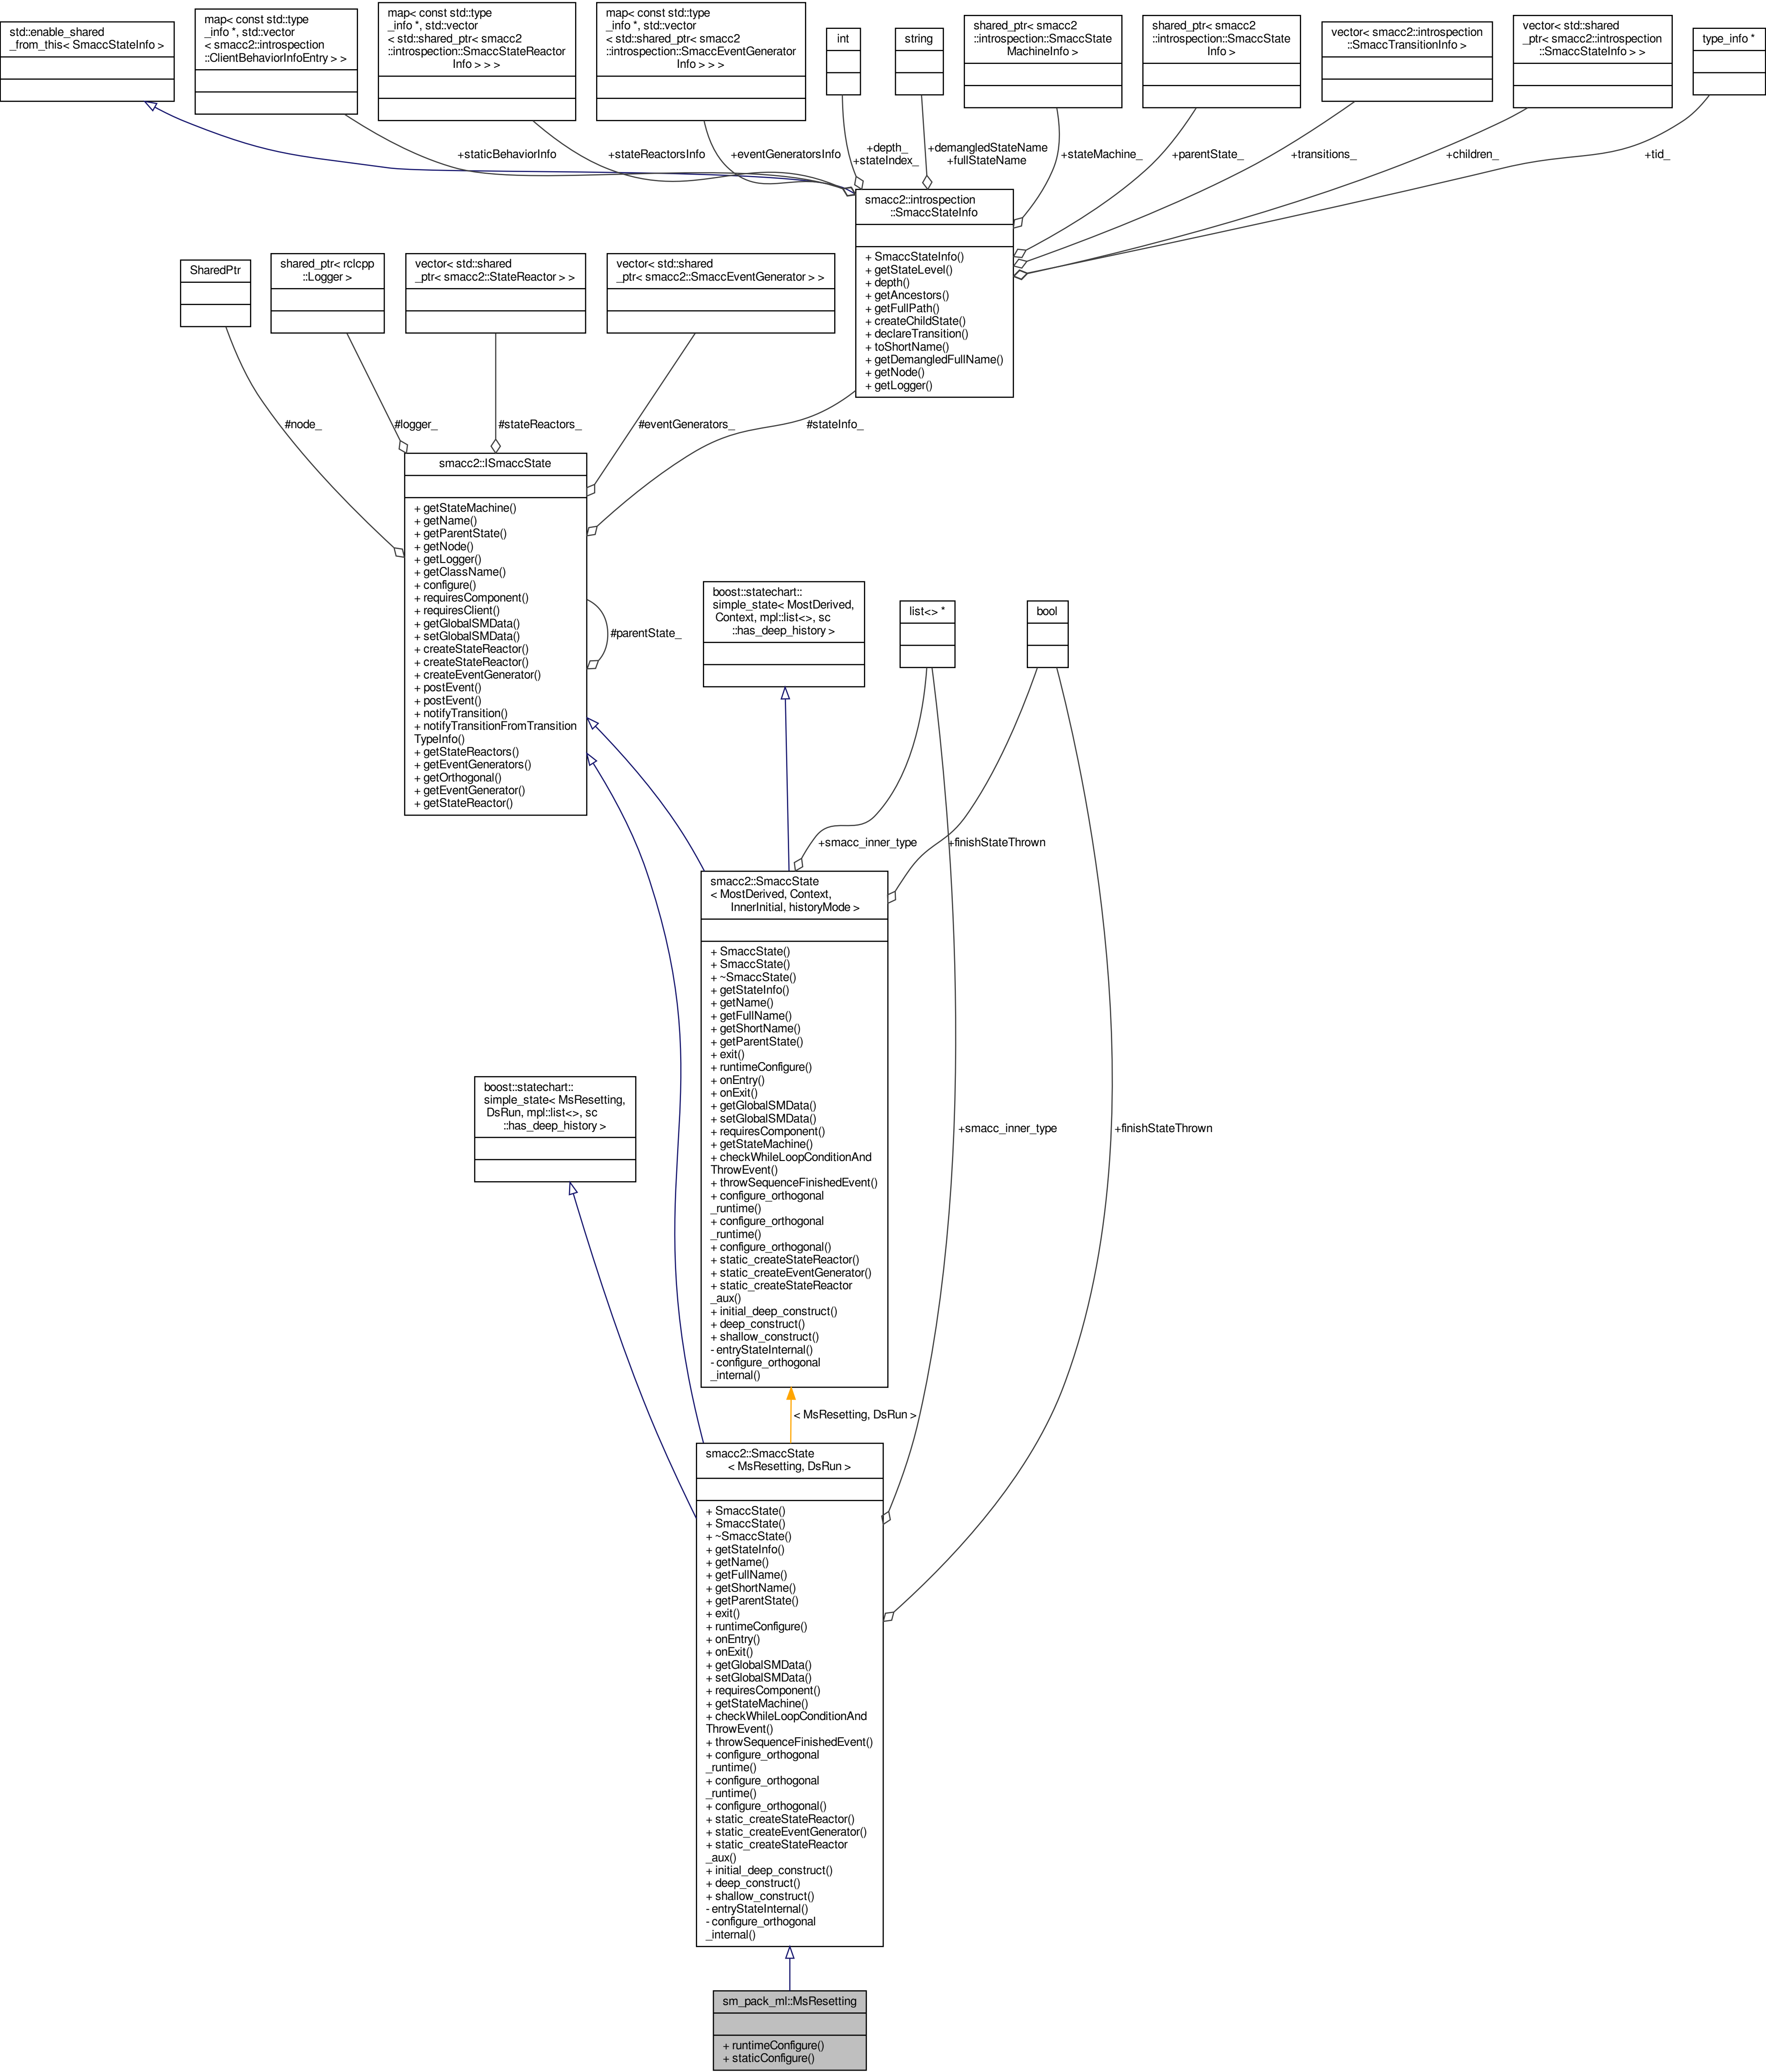 std::enable_shared
_from_this< SmaccStateInfo >
map< const std::type
_info *, std::vector
< smacc2::introspection
::ClientBehaviorInfoEntry > >
map< const std::type
_info *, std::vector
< std::shared_ptr< smacc2
::introspection::SmaccStateReactor
Info > > >
map< const std::type
_info *, std::vector
< std::shared_ptr< smacc2
::introspection::SmaccEventGenerator
Info > > >
int
string
shared_ptr< smacc2
::introspection::SmaccState
MachineInfo >
shared_ptr< smacc2
::introspection::SmaccState
Info >
vector< smacc2::introspection
::SmaccTransitionInfo >
vector< std::shared
_ptr< smacc2::introspection
::SmaccStateInfo > >
type_info *
+staticBehaviorInfo
+stateReactorsInfo
+eventGeneratorsInfo
+depth_
+stateIndex_
+demangledStateName
+fullStateName
+stateMachine_
+parentState_
+transitions_
+children_
+tid_
smacc2::introspection
::SmaccStateInfo
+ SmaccStateInfo()
+ getStateLevel()
+ depth()
+ getAncestors()
+ getFullPath()
+ createChildState()
+ declareTransition()
+ toShortName()
+ getDemangledFullName()
+ getNode()
+ getLogger()
SharedPtr
shared_ptr< rclcpp
::Logger >
vector< std::shared
_ptr< smacc2::StateReactor > >
vector< std::shared
_ptr< smacc2::SmaccEventGenerator > >
#node_
#logger_
#stateReactors_
#eventGenerators_
#stateInfo_
smacc2::ISmaccState
+ getStateMachine()
+ getName()
+ getParentState()
+ getNode()
+ getLogger()
+ getClassName()
+ configure()
+ requiresComponent()
+ requiresClient()
+ getGlobalSMData()
+ setGlobalSMData()
+ createStateReactor()
+ createStateReactor()
+ createEventGenerator()
+ postEvent()
+ postEvent()
+ notifyTransition()
+ notifyTransitionFromTransition
TypeInfo()
+ getStateReactors()
+ getEventGenerators()
+ getOrthogonal()
+ getEventGenerator()
+ getStateReactor()
#parentState_
boost::statechart::
simple_state< MostDerived,
Context, mpl::list<>, sc
::has_deep_history >
list<> *
bool
+smacc_inner_type
+finishStateThrown
smacc2::SmaccState
< MostDerived, Context,
InnerInitial, historyMode >
+ SmaccState()
+ SmaccState()
+ ~SmaccState()
+ getStateInfo()
+ getName()
+ getFullName()
+ getShortName()
+ getParentState()
+ exit()
+ runtimeConfigure()
+ onEntry()
+ onExit()
+ getGlobalSMData()
+ setGlobalSMData()
+ requiresComponent()
+ getStateMachine()
+ checkWhileLoopConditionAnd
ThrowEvent()
+ throwSequenceFinishedEvent()
+ configure_orthogonal
_runtime()
+ configure_orthogonal
_runtime()
+ configure_orthogonal()
+ static_createStateReactor()
+ static_createEventGenerator()
+ static_createStateReactor
_aux()
+ initial_deep_construct()
+ deep_construct()
+ shallow_construct()
- entryStateInternal()
- configure_orthogonal
_internal()
boost::statechart::
simple_state< MsResetting,
DsRun, mpl::list<>, sc
::has_deep_history >
+smacc_inner_type
+finishStateThrown
< MsResetting, DsRun >
smacc2::SmaccState
< MsResetting, DsRun >
+ SmaccState()
+ SmaccState()
+ ~SmaccState()
+ getStateInfo()
+ getName()
+ getFullName()
+ getShortName()
+ getParentState()
+ exit()
+ runtimeConfigure()
+ onEntry()
+ onExit()
+ getGlobalSMData()
+ setGlobalSMData()
+ requiresComponent()
+ getStateMachine()
+ checkWhileLoopConditionAnd
ThrowEvent()
+ throwSequenceFinishedEvent()
+ configure_orthogonal
_runtime()
+ configure_orthogonal
_runtime()
+ configure_orthogonal()
+ static_createStateReactor()
+ static_createEventGenerator()
+ static_createStateReactor
_aux()
+ initial_deep_construct()
+ deep_construct()
+ shallow_construct()
- entryStateInternal()
- configure_orthogonal
_internal()
sm_pack_ml::MsResetting
+ runtimeConfigure()
+ staticConfigure()